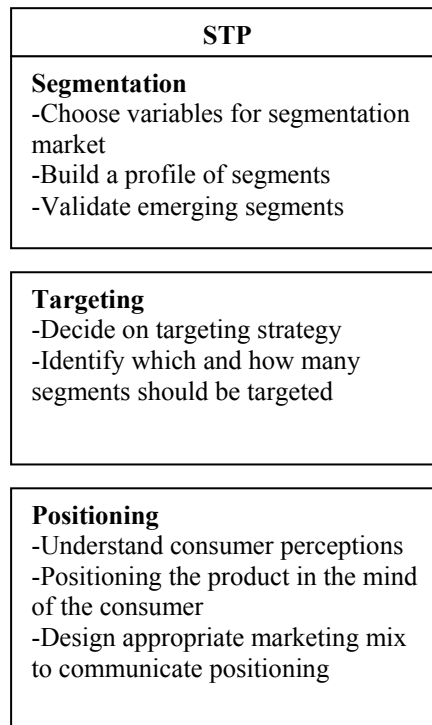 STP
Segmentation
-Choose variables for segmentation
market
-Build a profile of segments
-Validate emerging segments
Targeting
-Decide on targeting strategy
-Identify which and how many
segments should be targeted
Positioning
-Understand consumer perceptions
-Positioning the product in the mind
of the consumer
-Design appropriate marketing mix
to communicate positioning